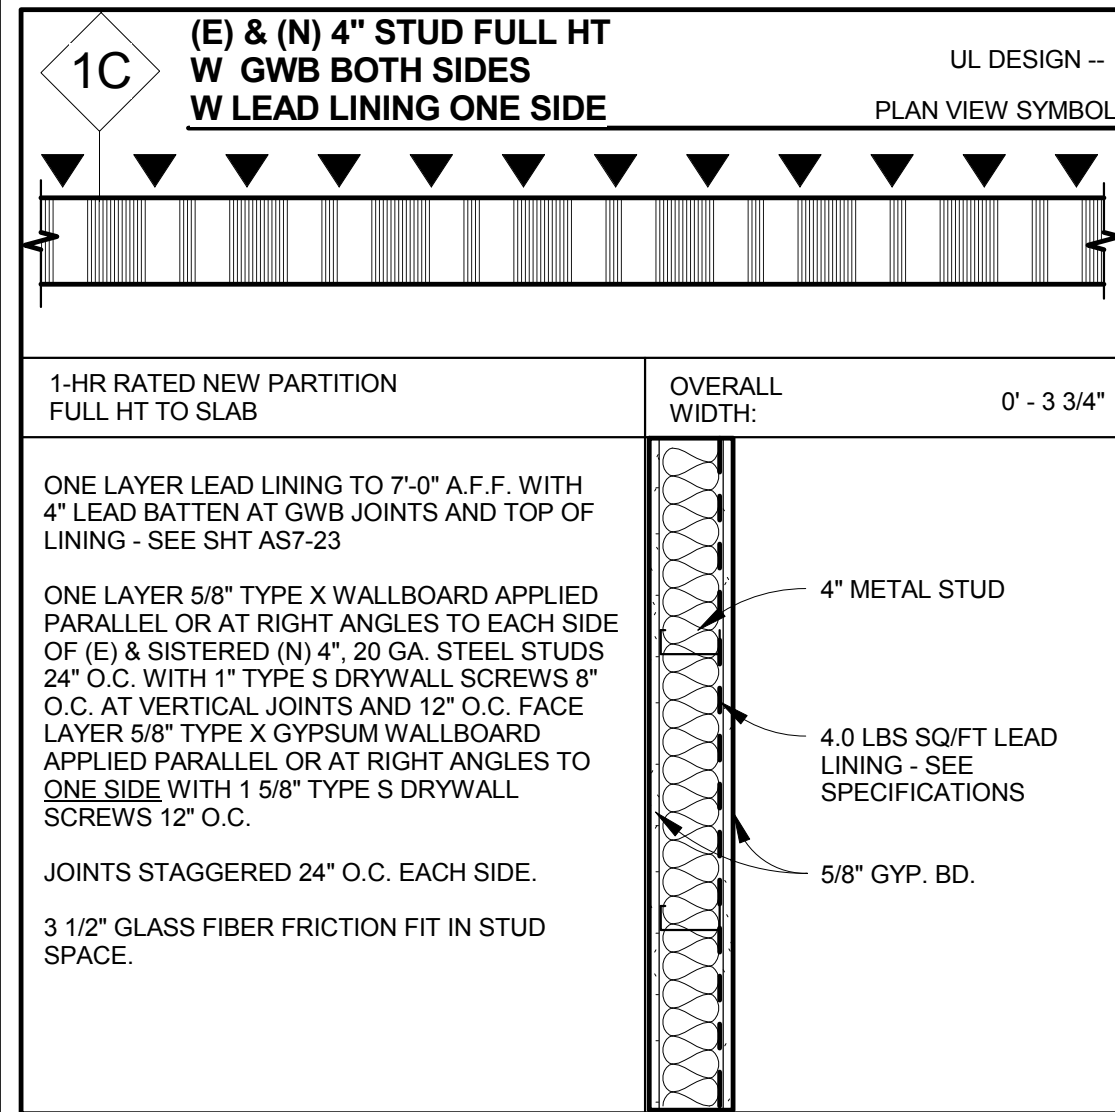 1C
(E) & (N) 4" STUD FULL HT
W GWB BOTH SIDES
W LEAD LINING ONE SIDE
UL DESIGN --
PLAN VIEW SYMBOL
1-HR RATED NEW PARTITION
FULL HT TO SLAB
OVERALL
WIDTH:
0' - 3 3/4"
ONE LAYER LEAD LINING TO 7'-0" A.F.F. WITH
4" LEAD BATTEN AT GWB JOINTS AND TOP OF
LINING - SEE SHT AS7-23
ONE LAYER 5/8" TYPE X WALLBOARD APPLIED
PARALLEL OR AT RIGHT ANGLES TO EACH SIDE
OF (E) & SISTERED (N) 4", 20 GA. STEEL STUDS
24" O.C. WITH 1" TYPE S DRYWALL SCREWS 8"
O.C. AT VERTICAL JOINTS AND 12" O.C. FACE
LAYER 5/8" TYPE X GYPSUM WALLBOARD
APPLIED PARALLEL OR AT RIGHT ANGLES TO
ONE SIDE WITH 1 5/8" TYPE S DRYWALL
SCREWS 12" O.C.
JOINTS STAGGERED 24" O.C. EACH SIDE.
3 1/2" GLASS FIBER FRICTION FIT IN STUD
SPACE.
4" METAL STUD
4.0 LBS SQ/FT LEAD
LINING - SEE
SPECIFICATIONS
5/8" GYP. BD.